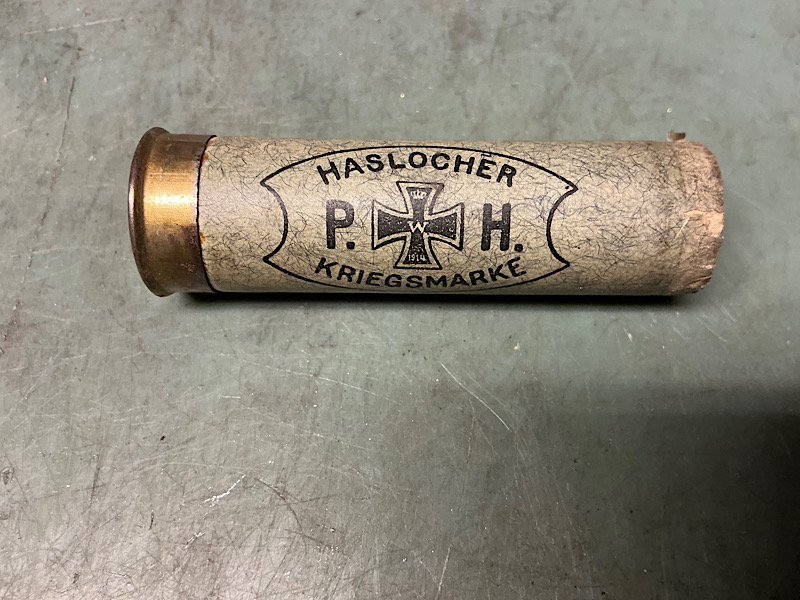 HASLOCHER
P. W H.
1914
KRIEGSMARKE